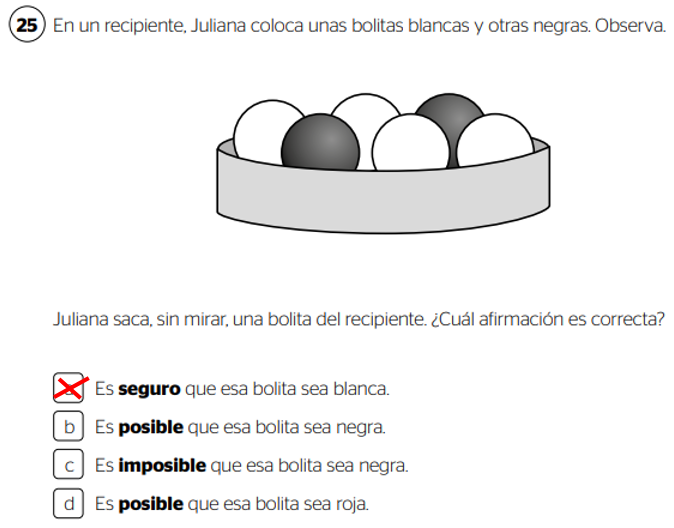 25 En un recipiente, Juliana coloca unas bolitas blancas y otras negras. Observa.
Juliana saca, sin mirar, una bolita del recipiente. ¿Cuál afirmación es correcta?
Es seguro que esa bolita sea blanca.
b Es posible que esa bolita sea negra.
c Es imposible que esa bolita sea negra.
d Es posible que esa bolita sea roja.